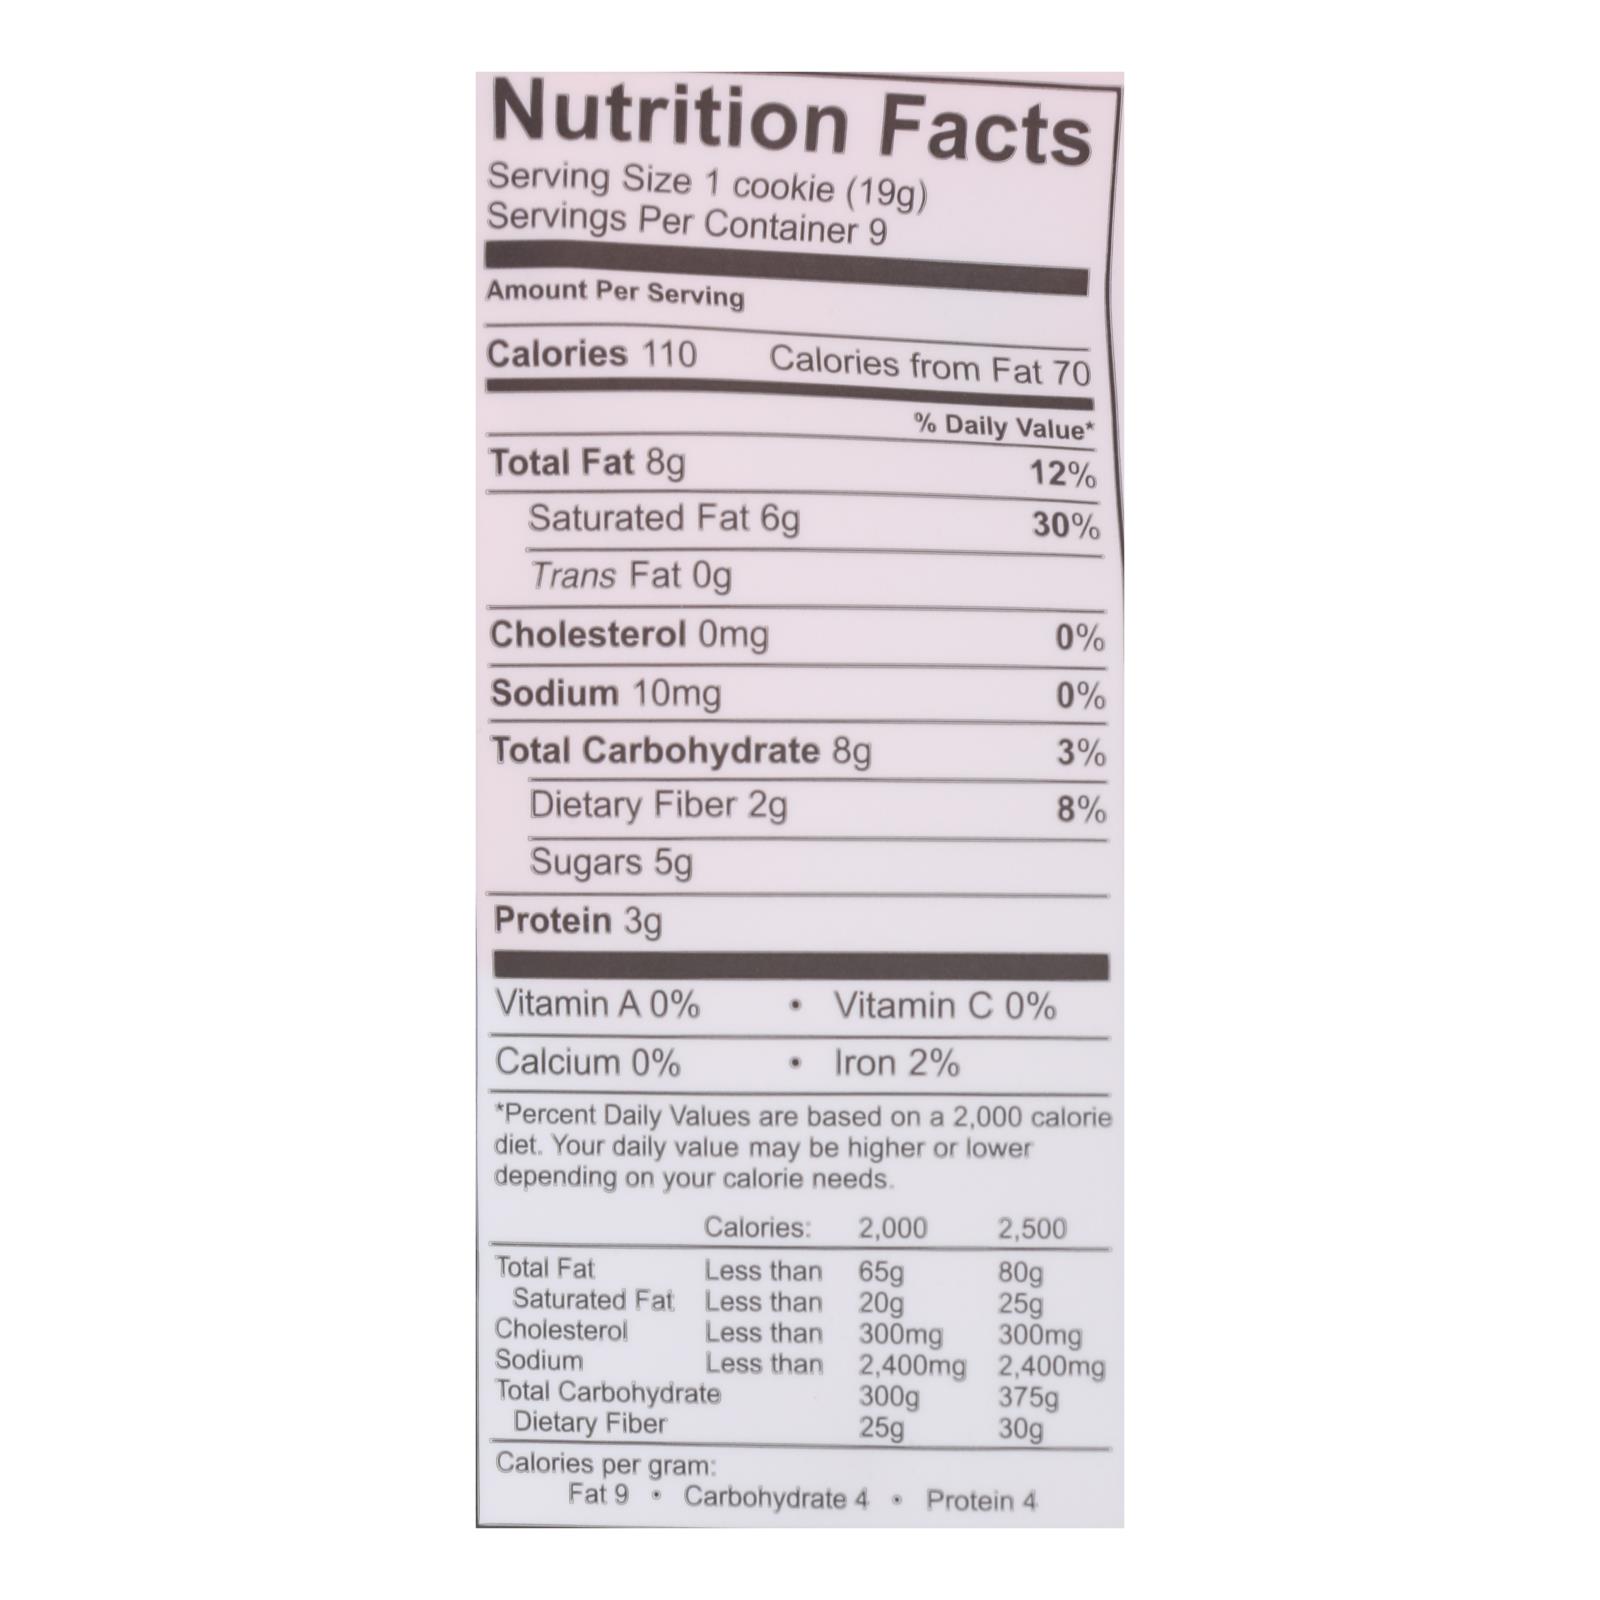 Nutrition Facts
Serving Size 1 cookie (19g)
Servings Per Container 9
Amount Per Serving
Calories 110 Calories from Fat 70
% Daily Value*
Total Fat 8g 12%
Saturated Fat 6g 30%
Trans Fat 0g
Cholesterol 0mg 0%
Sodium 10mg 0%
Total Carbohydrate 8g 3%
Dietary Fiber 2g 8%
Sugars 5g
Protein 3g
Vitamin A 0% • Vitamin C 0%
Calcium 0% • Iron 2%
*Percent Daily Values are based on a 2,000 calorie
diet. Your daily value may be higher or lower
depending on your calorie needs.
Calories: 2,000 2,500
Total Fat Less than 65g 80g
Saturated Fat Less than 20g 25g
Cholesterol Less than 300mg 300mg
Sodium Less than 2,400mg 2,400mg
Total Carbohydrate 300g 375g
Dietary Fiber 25g 30g
Calories per gram:
Fat 9 • Carbohydrate 4 • Protein 4